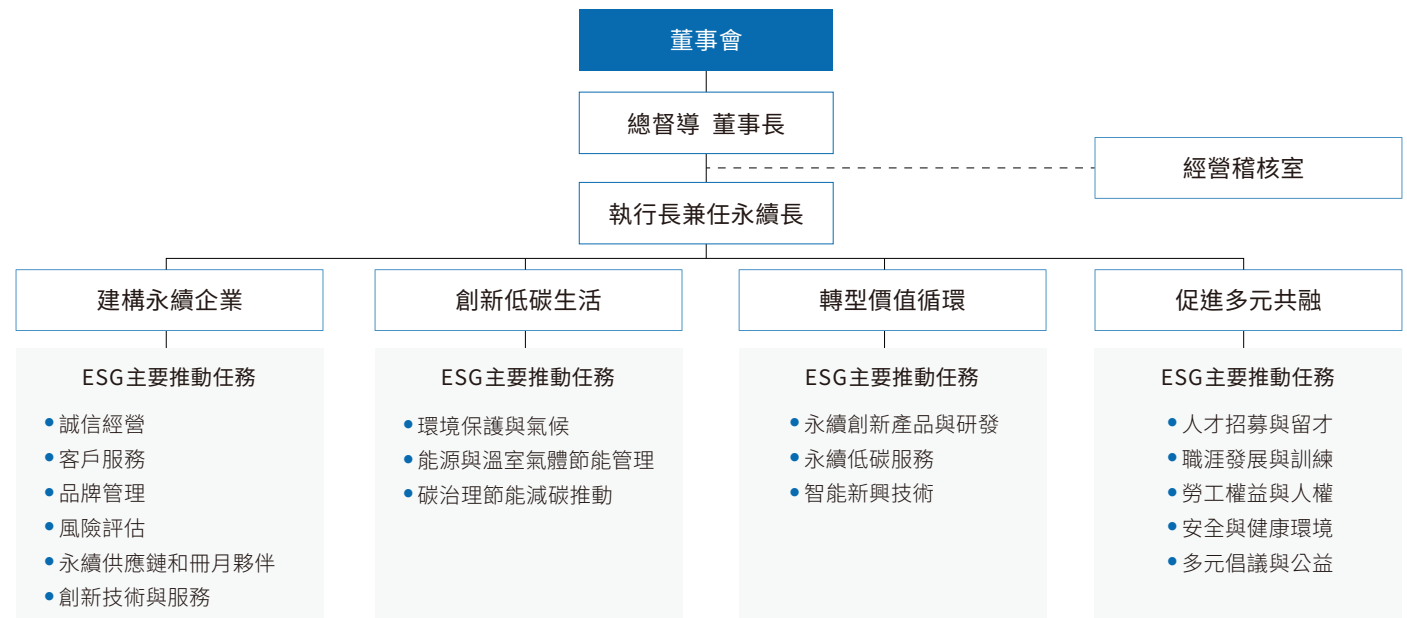 董事會
總督導 董事長
經營稽核室
執行長兼任永續長
建構永續企業
ESG主要推動任務
誠信經營
客戶服務
品牌管理
風險評估
永續供應鏈和冊月夥伴
創新技術與服務
創新低碳生活
ESG主要推動任務
環境保護與氣候
能源與溫室氣體節能管理
碳治理節能減碳推動
轉型價值循環
ESG主要推動任務
永續創新產品與研發
永續低碳服務
智能新興技術
促進多元共融
ESG主要推動任務
人才招募與留才
職涯發展與訓練
勞工權益與人權
安全與健康環境
多元倡議與公益